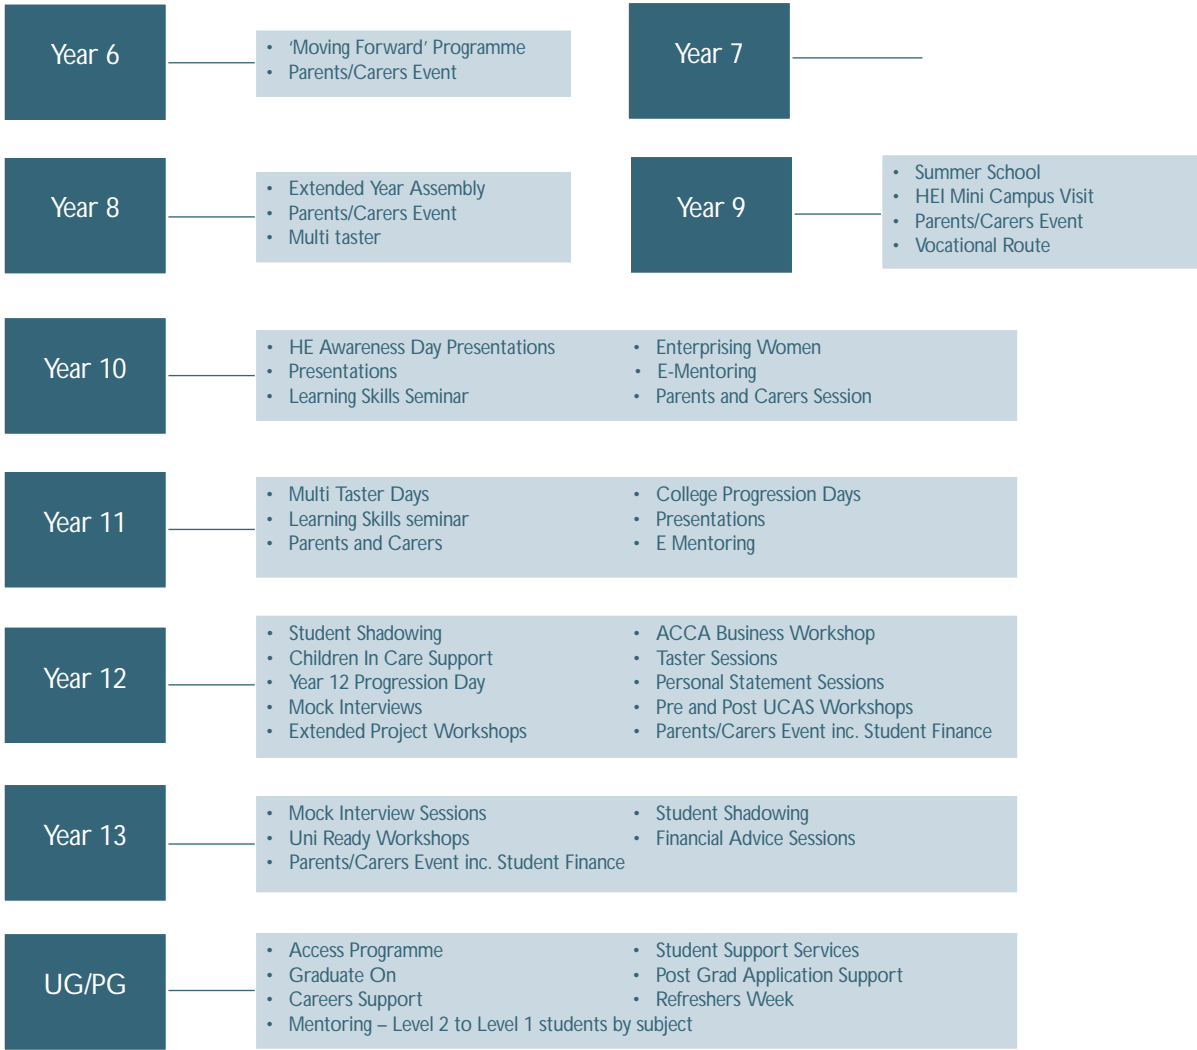 Year 6
• 'Moving Forward' Programme
• Parents/Carers Event
Year 7
Year 8
• Extended Year Assembly
• Parents/Carers Event
• Multi taster
Year 9
• Summer School
• HEI Mini Campus Visit
• Parents/Carers Event
• Vocational Route
Year 10
• HE Awareness Day Presentations
• Presentations
• Learning Skills Seminar
• Enterprising Women
• E-Mentoring
• Parents and Carers Session
Year 11
• Multi Taster Days
• Learning Skills seminar
• Parents and Carers
• College Progression Days
• Presentations
• E Mentoring
Year 12
• Student Shadowing
• Children In Care Support
• Year 12 Progression Day
• Mock Interviews
• Extended Project Workshops
• ACCA Business Workshop
• Taster Sessions
• Personal Statement Sessions
• Pre and Post UCAS Workshops
• Parents/Carers Event inc. Student Finance
Year 13
• Mock Interview Sessions
• Uni Ready Workshops
• Parents/Carers Event inc. Student Finance
• Student Shadowing
• Financial Advice Sessions
UG/PG
• Access Programme
• Graduate On
• Careers Support
• Mentoring – Level 2 to Level 1 students by subject
• Student Support Services
• Post Grad Application Support
• Refreshers Week